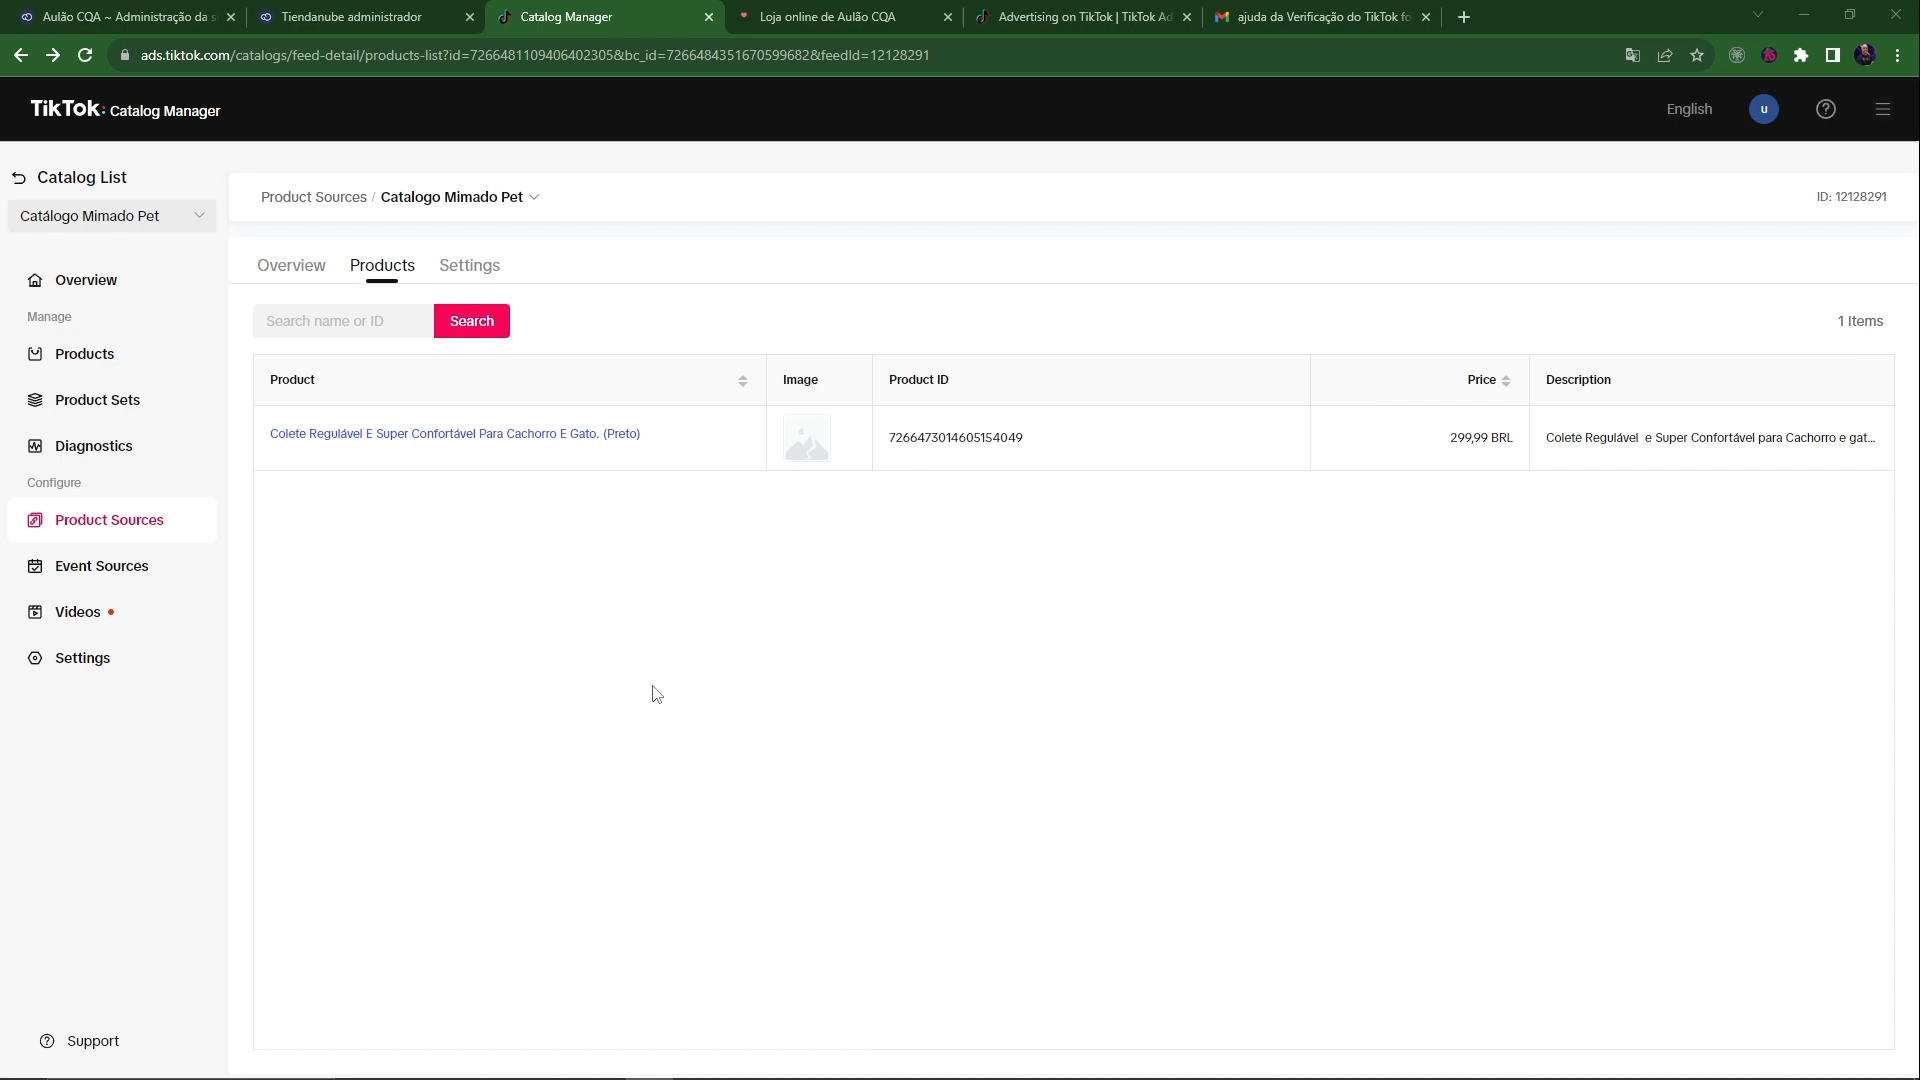 Aulão CQA ~ Administração da s
Tiendanube administrador
Catalog Manager
Loja online de Aulão CQA
Advertising on TikTok | TikTok Ad
ajuda da Verificação do TikTok fo
ads.tiktok.com/catalogs/feed-detail/products-list?id=7266481109406402305&bc_id=7266484351670599682&feedId=12128291
TikTok: Catalog Manager
English
u
Catalog List
Catálogo Mimado Pet
Overview
Manage
Products
Product Sets
Diagnostics
Configure
Product Sources
Event Sources
Videos
Settings
Support
Product Sources / Catalogo Mimado Pet
ID: 12128291
Overview
Products
Settings
Search name or ID
Search
1 Items
Product
Image
Product ID
Price
Description
Colete Regulável E Super Confortável Para Cachorro E Gato. (Preto)
7266473014605154049
299,99 BRL
Colete Regulável e Super Confortável para Cachorro e gat...